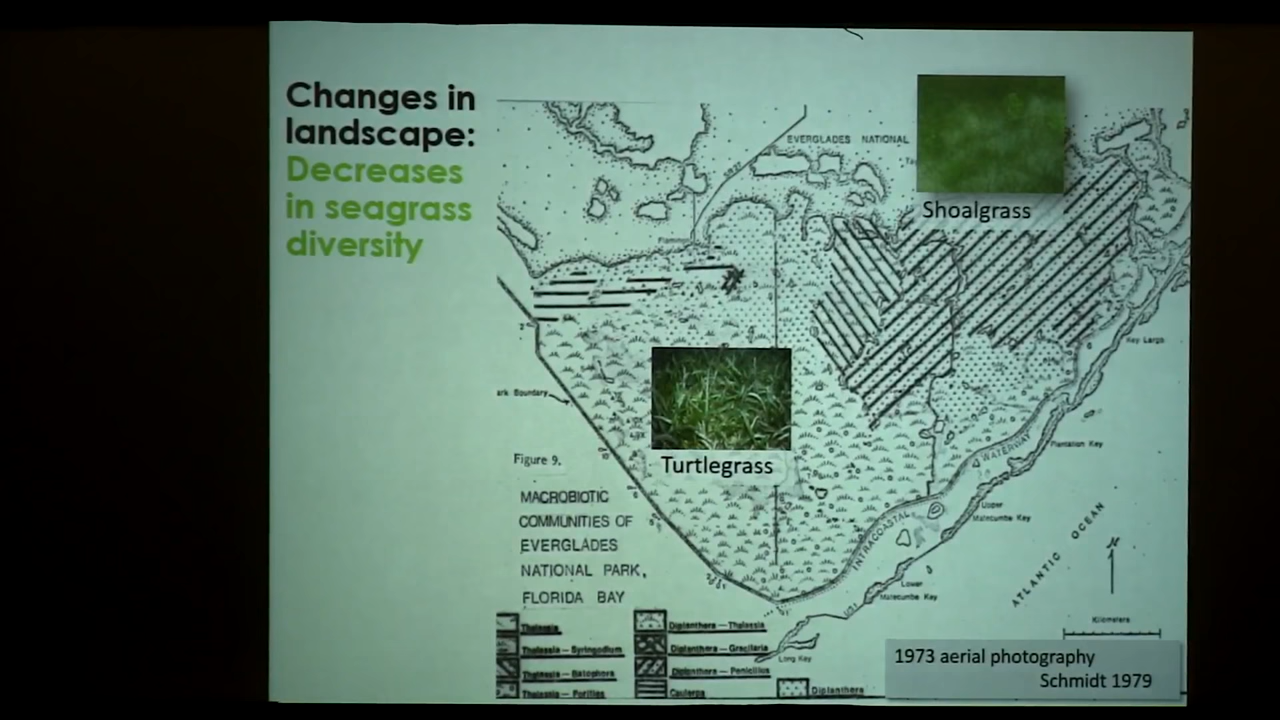 Changes in
landscape:
Decreases
in seagrass
diversity
EVERGLADES NATIONAL
Shoalgrass
Key Largo
ark Boundary
Turtlegrass
Plantation Key
WATERWAY
Figure 9.
MACROBIOTIC
COMMUNITIES OF
EVERGLADES
NATIONAL PARK,
FLORIDA BAY
Upper
Matecumbe Key
INTRACOASTAL
ATLANTIC OCEAN
N
Lower
Matecumbe Key
US1
Kilometers
Long Key
Thalassia
Thalassia — Syringodium
Thalassia — Batophora
Thalassia — Porites
Diplanthera — Thalassia
Diplanthera — Gracilaria
Diplanthera — Penicillus
Caulerpa
Diplanthera
1973 aerial photography
Schmidt 1979